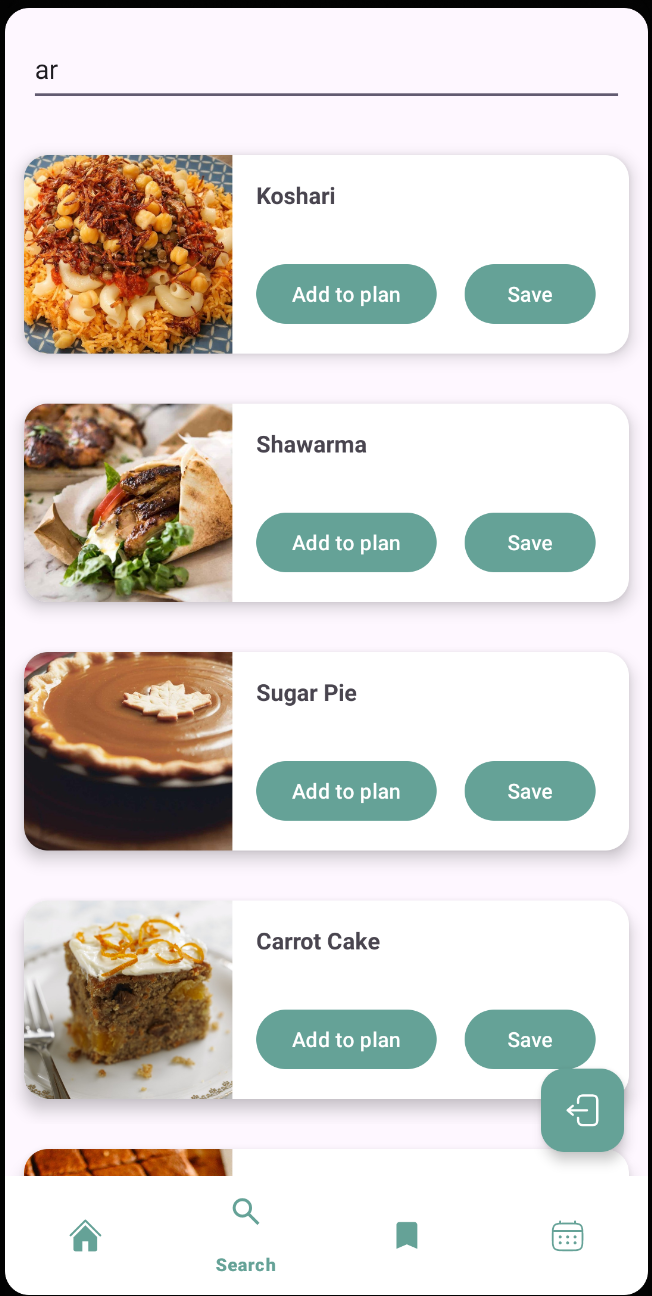 ar
Koshari
Add to plan Save
Shawarma
Add to plan Save
Sugar Pie
Add to plan Save
Carrot Cake
Add to plan Save
Search